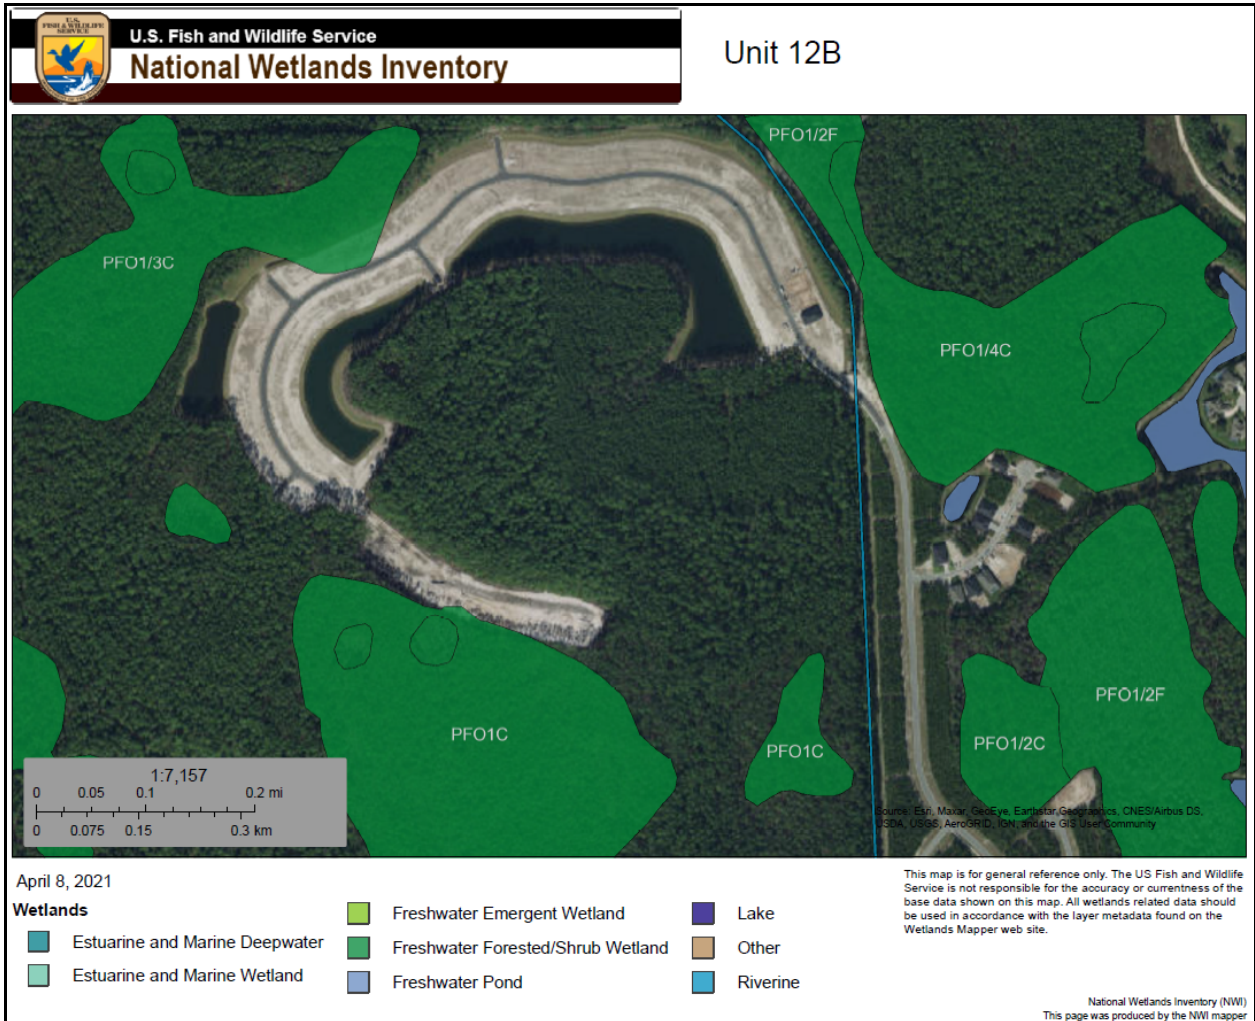 U.S.
FISH & WILDLIFE
SERVICE
U.S. Fish and Wildlife Service
National Wetlands Inventory
Unit 12B
PFO1/2F
PFO1/3C
PFO1/4C
PFO1/2F
PFO1C
PFO1C
PFO1/2C
1:7,157
0 0.05 0.1 0.2 mi
0 0.075 0.15 0.3 km
Source: Esri, Maxar, GeoEye, Earthstar Geographics, CNES/Airbus DS,
USDA, USGS, AeroGRID, IGN, and the GIS User Community
April 8, 2021
Wetlands
Estuarine and Marine Deepwater
Estuarine and Marine Wetland
Freshwater Emergent Wetland
Freshwater Forested/Shrub Wetland
Freshwater Pond
Lake
Other
Riverine
This map is for general reference only. The US Fish and Wildlife
Service is not responsible for the accuracy or currentness of the
base data shown on this map. All wetlands related data should
be used in accordance with the layer metadata found on the
Wetlands Mapper web site.
National Wetlands Inventory (NWI)
This page was produced by the NWI mapper